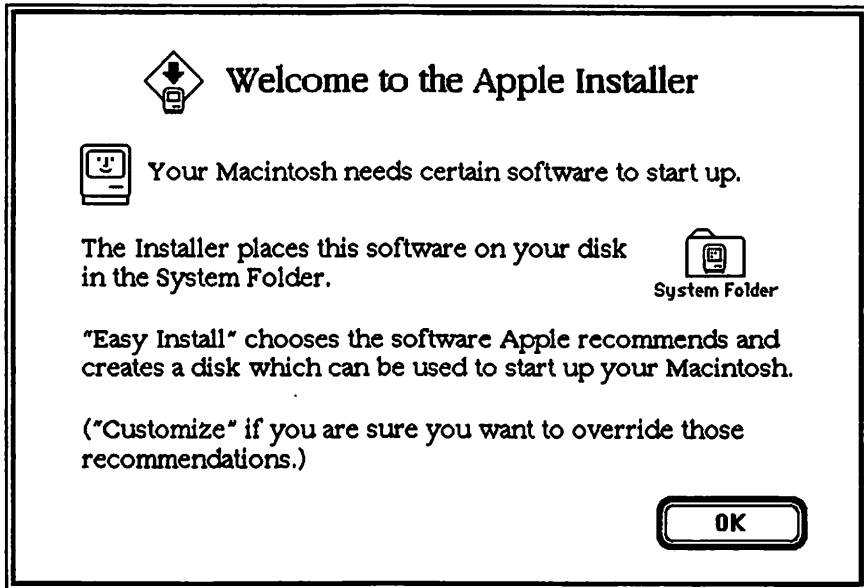 Welcome to the Apple Installer
Your Macintosh needs certain software to start up.
The Installer places this software on your disk
in the System Folder.
System Folder
"Easy Install" chooses the software Apple recommends and
creates a disk which can be used to start up your Macintosh.
("Customize" if you are sure you want to override those
recommendations.)
OK